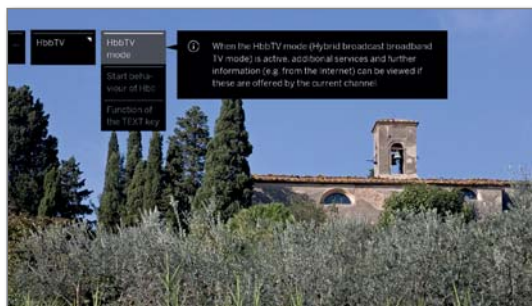 ...
HbbTV
HbbTV
mode
Start beha-
viour of Hb
Function of
the TEXT key
When the HbbTV mode (Hybrid broadcast broadband
TV mode) is active, additional services and further
information (e.g. from the internet) can be viewed if
these are offered by the current channel.